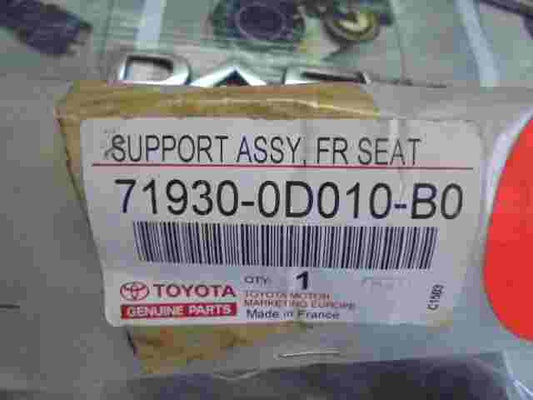 SUPPORT ASSY, FR SEAT
71930-0D010-B0
QTY: 1
TOYOTA
GENUINE PARTS
TOYOTA MOTOR
MARKETING EUROPE
Made in France
C1583